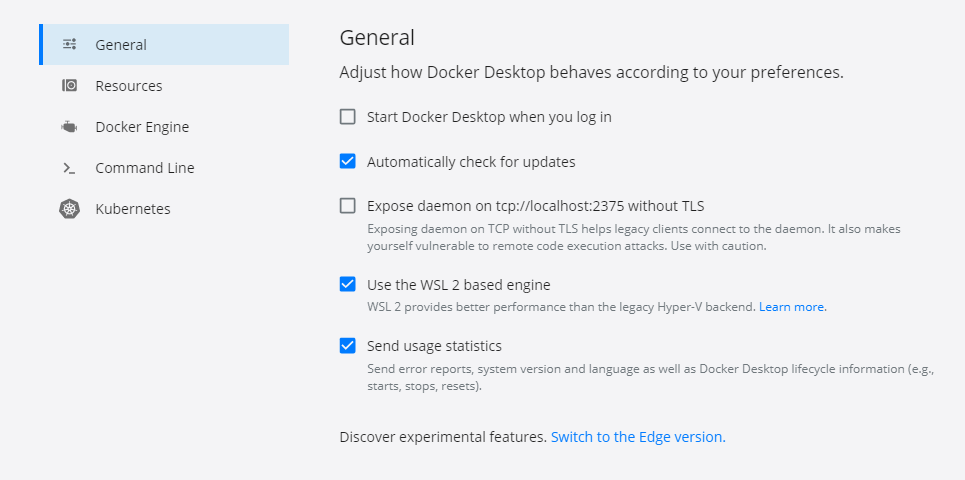 General
Resources
Docker Engine
Command Line
Kubernetes
General
Adjust how Docker Desktop behaves according to your preferences.
Start Docker Desktop when you log in
Automatically check for updates
Expose daemon on tcp://localhost:2375 without TLS
Exposing daemon on TCP without TLS helps legacy clients connect to the daemon. It also makes
yourself vulnerable to remote code execution attacks. Use with caution.
Use the WSL 2 based engine
WSL 2 provides better performance than the legacy Hyper-V backend. Learn more.
Send usage statistics
Send error reports, system version and language as well as Docker Desktop lifecycle information (e.g.,
starts, stops, resets).
Discover experimental features. Switch to the Edge version.